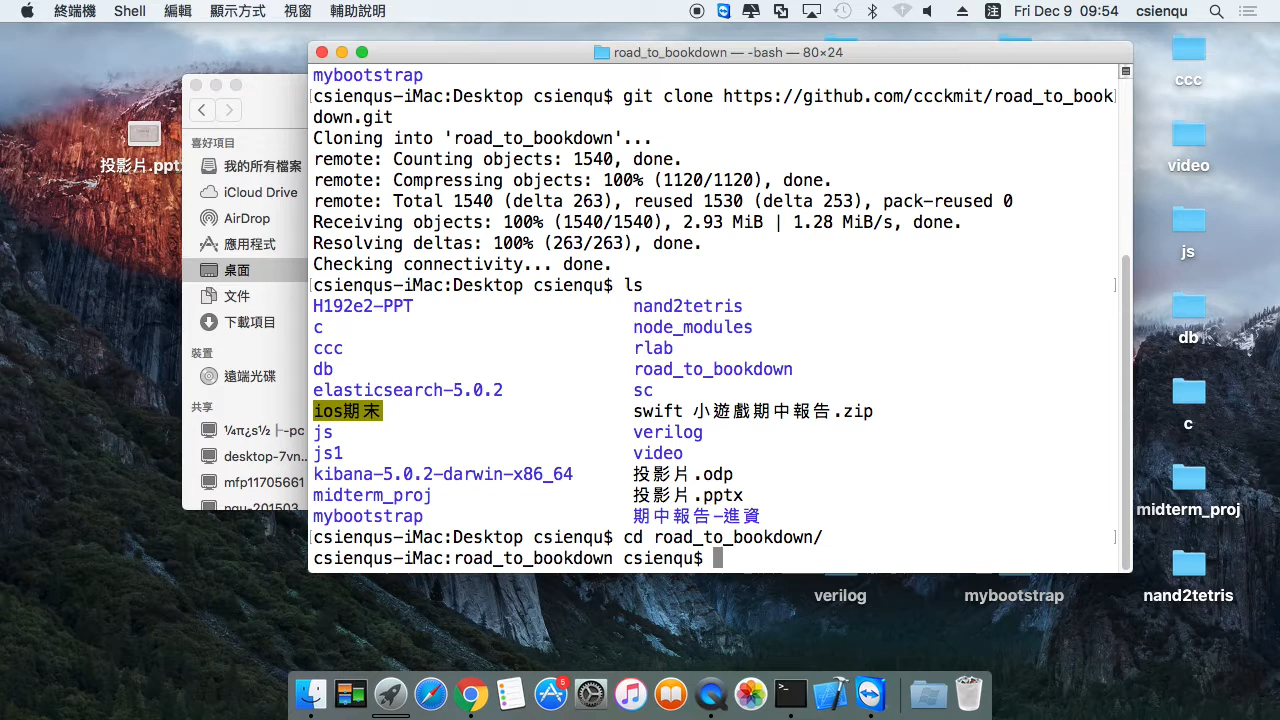 終端機 Shell 編輯 顯示方式 視窗 輔助說明 注 Fri Dec 9 09:54 csienqu
road_to_bookdown — -bash — 80×24
mybootstrap
csienqus-iMac:Desktop csienqu$ git clone https://github.com/ccckmit/road_to_book
down.git
Cloning into 'road_to_bookdown'...
remote: Counting objects: 1540, done.
remote: Compressing objects: 100% (1120/1120), done.
remote: Total 1540 (delta 263), reused 1530 (delta 253), pack-reused 0
Receiving objects: 100% (1540/1540), 2.93 MiB | 1.28 MiB/s, done.
Resolving deltas: 100% (263/263), done.
Checking connectivity... done.
csienqus-iMac:Desktop csienqu$ ls
H192e2-PPT nand2tetris
c node_modules
ccc rlab
db road_to_bookdown
elasticsearch-5.0.2 sc
ios期末 swift 小遊戲期中報告.zip
js verilog
js1 video
kibana-5.0.2-darwin-x86_64 投影片.odp
midterm_proj 投影片.pptx
mybootstrap 期中報告-進資
csienqus-iMac:Desktop csienqu$ cd road_to_bookdown/
csienqus-iMac:road_to_bookdown csienqu$
喜好項目
我的所有檔案
iCloud Drive
AirDrop
應用程式
桌面
文件
下載項目
裝置
遠端光碟
共享
desktop-7vn...
mfp11705661
nqu-201503
投影片.pptx
ccc
video
js
db
c
midterm_proj
nand2tetris
verilog
mybootstrap
5